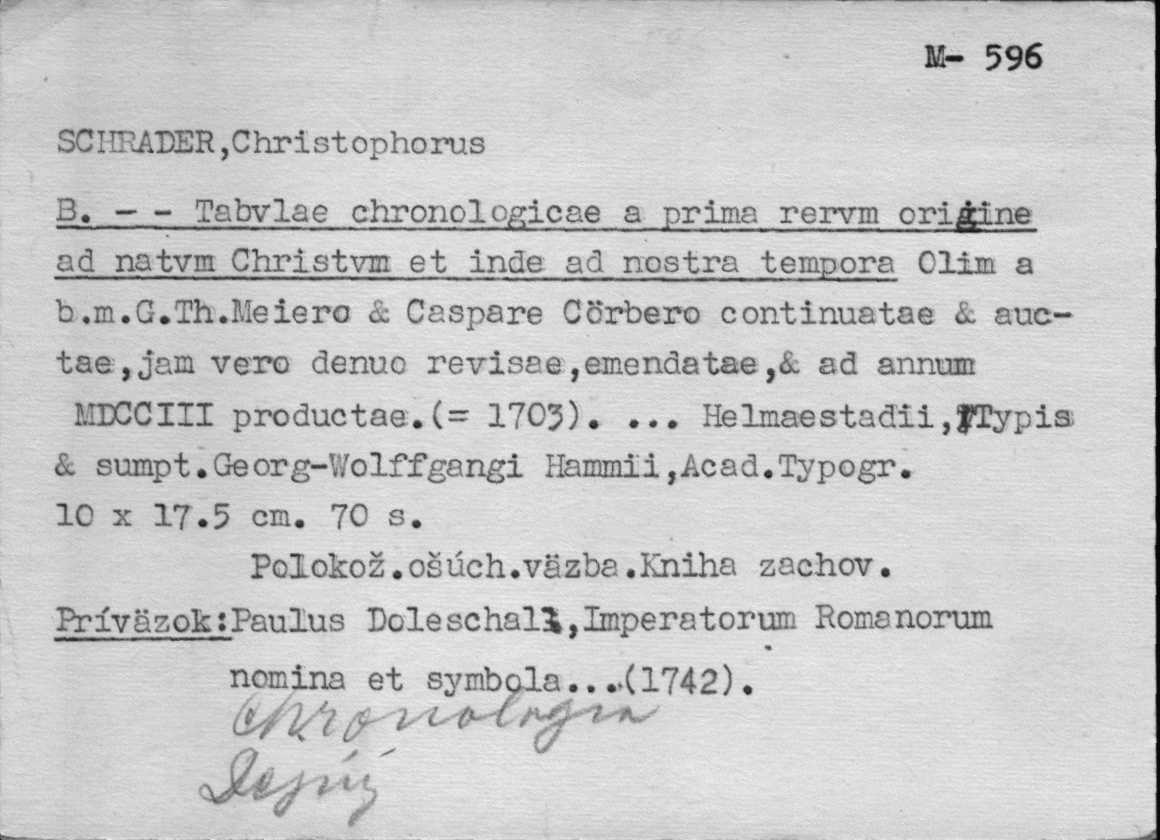 M- 596
SCHRADER,Christophorus
B. - - Tabvlae chronologicae a prima rervm origine
ad natvm Christvm et inde ad nostra tempora Olim a
b.m.G.Th.Meiero & Caspare Cörbero continuatae & auc-
tae,jam vero denuo revisae,emendatae,& ad annum
MDCCIII productae.(= 1703). ... Helmaestadii,Typis
& sumpt.Georg-Wolffgangi Hammii,Acad.Typogr.
10 x 17.5 cm. 70 s.
Polokož.ošúch.väzba.Kniha zachov.
Príväzok:Paulus Doleschall,Imperatorum Romanorum
nomina et symbola...(1742).
Chronologia
Dejiny